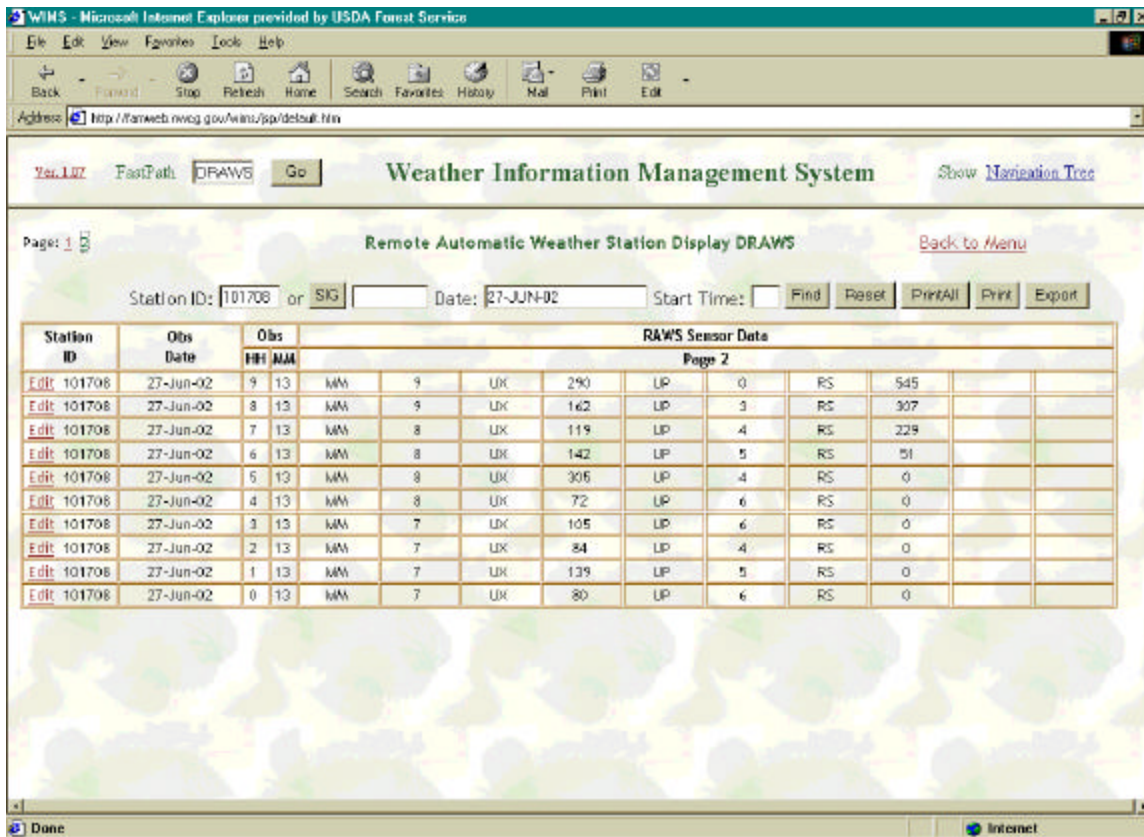 WIMS - Microsoft Internet Explorer provided by USDA Forest Service
File Edit View Favorites Tools Help
Back Forward Stop Refresh Home Search Favorites History Mail Print Edit
Address http://famweb.nwcg.gov/wims/jsp/default.htm
Ver. 1.07 FastPath DRAWS Go Weather Information Management System Show Navigation Tree
Page: 1 2 Remote Automatic Weather Station Display DRAWS Back to Menu
Station ID: 101708 or SIG Date: 27-JUN-02 Start Time: Find Reset PrintAll Print Export
Station ID Obs Date Obs RAWS Sensor Data
HH MM Page 2
Edit 101708 27-Jun-02 9 13 MM 9 UX 290 UP 0 RS 545
Edit 101708 27-Jun-02 8 13 MM 9 UX 162 UP 3 RS 307
Edit 101708 27-Jun-02 7 13 MM 8 UX 119 UP 4 RS 229
Edit 101708 27-Jun-02 6 13 MM 8 UX 142 UP 5 RS 51
Edit 101708 27-Jun-02 5 13 MM 8 UX 305 UP 4 RS 0
Edit 101708 27-Jun-02 4 13 MM 8 UX 72 UP 6 RS 0
Edit 101708 27-Jun-02 3 13 MM 7 UX 105 UP 6 RS 0
Edit 101708 27-Jun-02 2 13 MM 7 UX 84 UP 4 RS 0
Edit 101708 27-Jun-02 1 13 MM 7 UX 139 UP 5 RS 0
Edit 101708 27-Jun-02 0 13 MM 7 UX 80 UP 6 RS 0
Done Internet